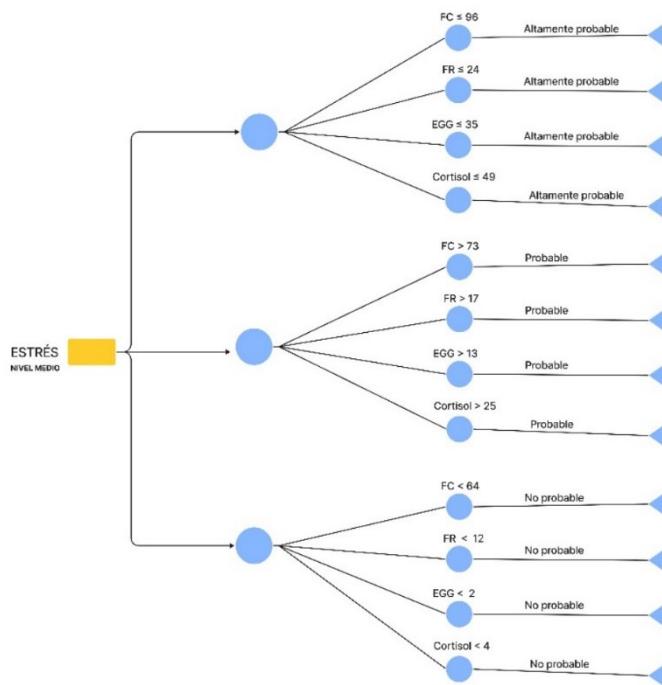 FC ≤ 96
Altamente probable
FR ≤ 24
Altamente probable
EGG ≤ 35
Altamente probable
Cortisol ≤ 49
Altamente probable
FC > 73
Probable
FR > 17
Probable
EGG > 13
Probable
Cortisol > 25
Probable
ESTRÉS
NIVEL MEDIO
FC < 64
No probable
FR < 12
No probable
EGG < 2
No probable
Cortisol < 4
No probable